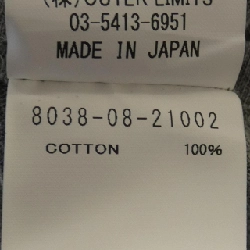 (株)OUTER LIMITS
03-5413-6951
MADE IN JAPAN
8038-08-21002
COTTON 100%